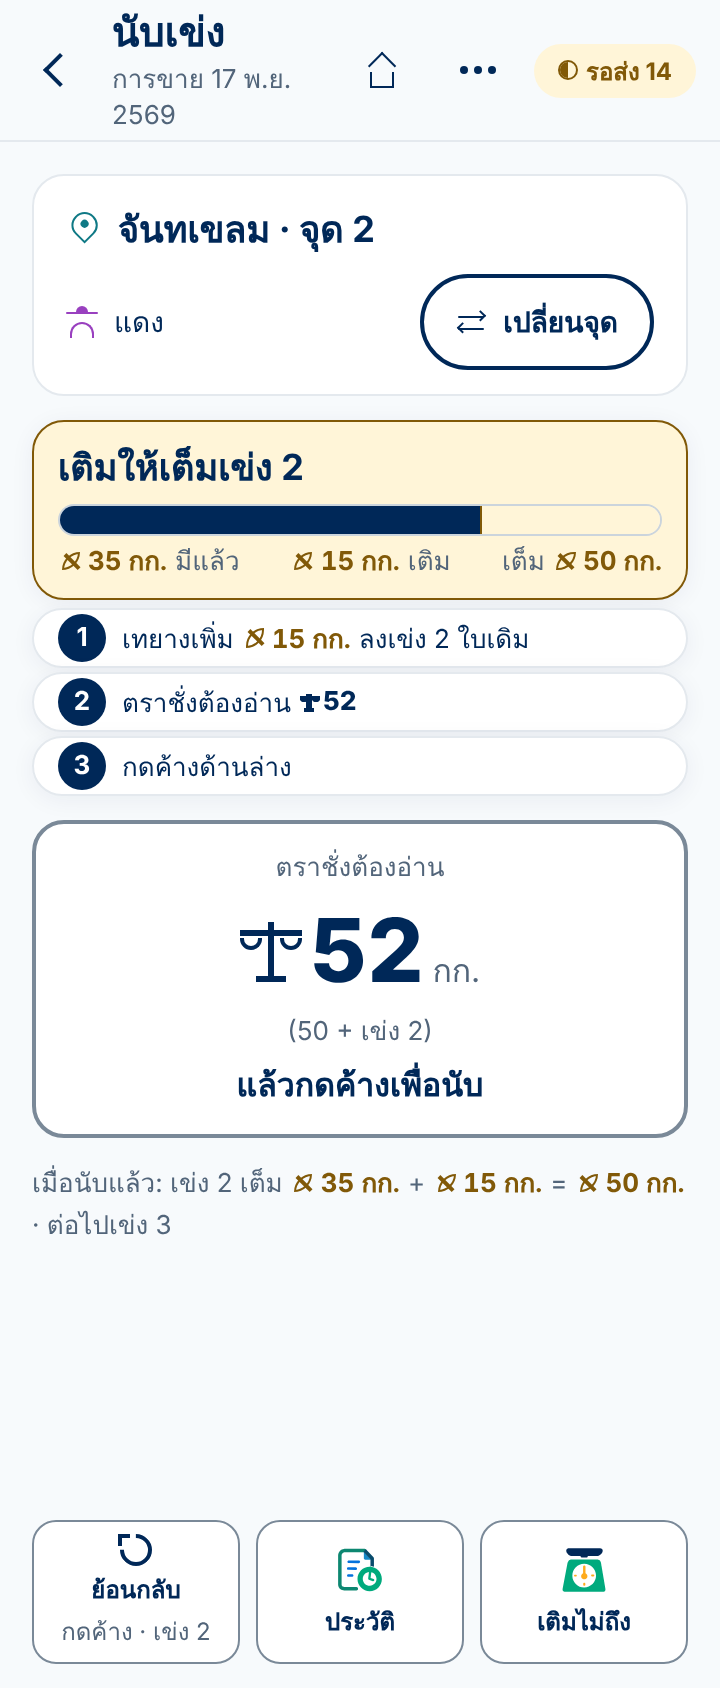 นับเข่ง
การขาย 17 พ.ย.
2569
รอส่ง 14
จันทเขลม · จุด 2
แดง
เปลี่ยนจุด
เติมให้เต็มเข่ง 2
35 กก. มีแล้ว 15 กก. เติม เต็ม 50 กก.
1 เทยางเพิ่ม 15 กก. ลงเข่ง 2 ใบเดิม
2 ตราชั่งต้องอ่าน 52
3 กดค้างด้านล่าง
ตราชั่งต้องอ่าน
52 กก.
(50 + เข่ง 2)
แล้วกดค้างเพื่อนับ
เมื่อนับแล้ว: เข่ง 2 เต็ม 35 กก. + 15 กก. = 50 กก.
· ต่อไปเข่ง 3
ย้อนกลับ
กดค้าง · เข่ง 2
ประวัติ
เติมไม่ถึง